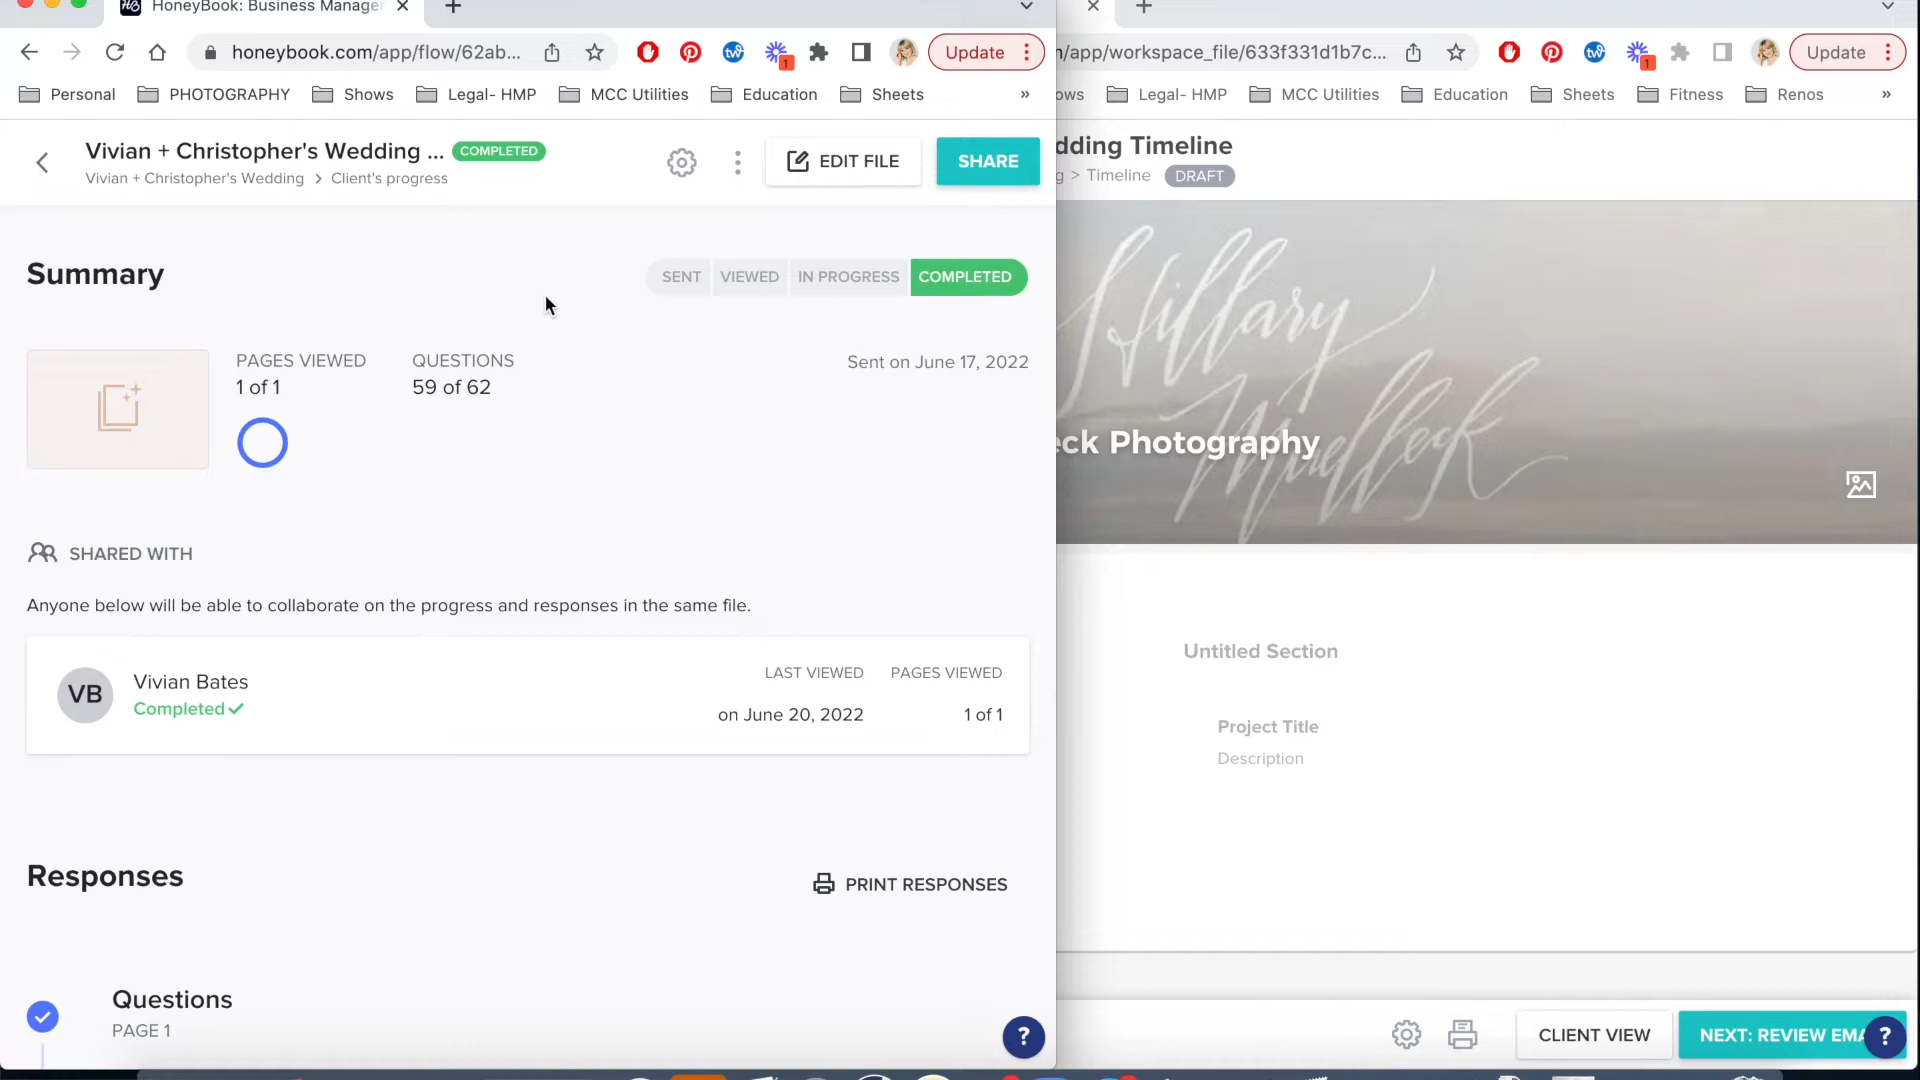 HoneyBook: Business Manager
honeybook.com/app/flow/62ab...
1
Update
Personal
PHOTOGRAPHY
Shows
Legal- HMP
MCC Utilities
Education
Sheets
»
Vivian + Christopher's Wedding ...
COMPLETED
Vivian + Christopher's Wedding > Client's progress
EDIT FILE
SHARE
Summary
SENT
VIEWED
IN PROGRESS
COMPLETED
PAGES VIEWED
1 of 1
QUESTIONS
59 of 62
Sent on June 17, 2022
SHARED WITH
Anyone below will be able to collaborate on the progress and responses in the same file.
VB
Vivian Bates
Completed
LAST VIEWED
on June 20, 2022
PAGES VIEWED
1 of 1
Responses
PRINT RESPONSES
Questions
PAGE 1
?
/app/workspace_file/633f331d1b7c...
1
Update
ows
Legal- HMP
MCC Utilities
Education
Sheets
Fitness
Renos
»
dding Timeline
g > Timeline
DRAFT
Hillary
Muelleck
eck Photography
Untitled Section
Project Title
Description
CLIENT VIEW
NEXT: REVIEW EMA
?